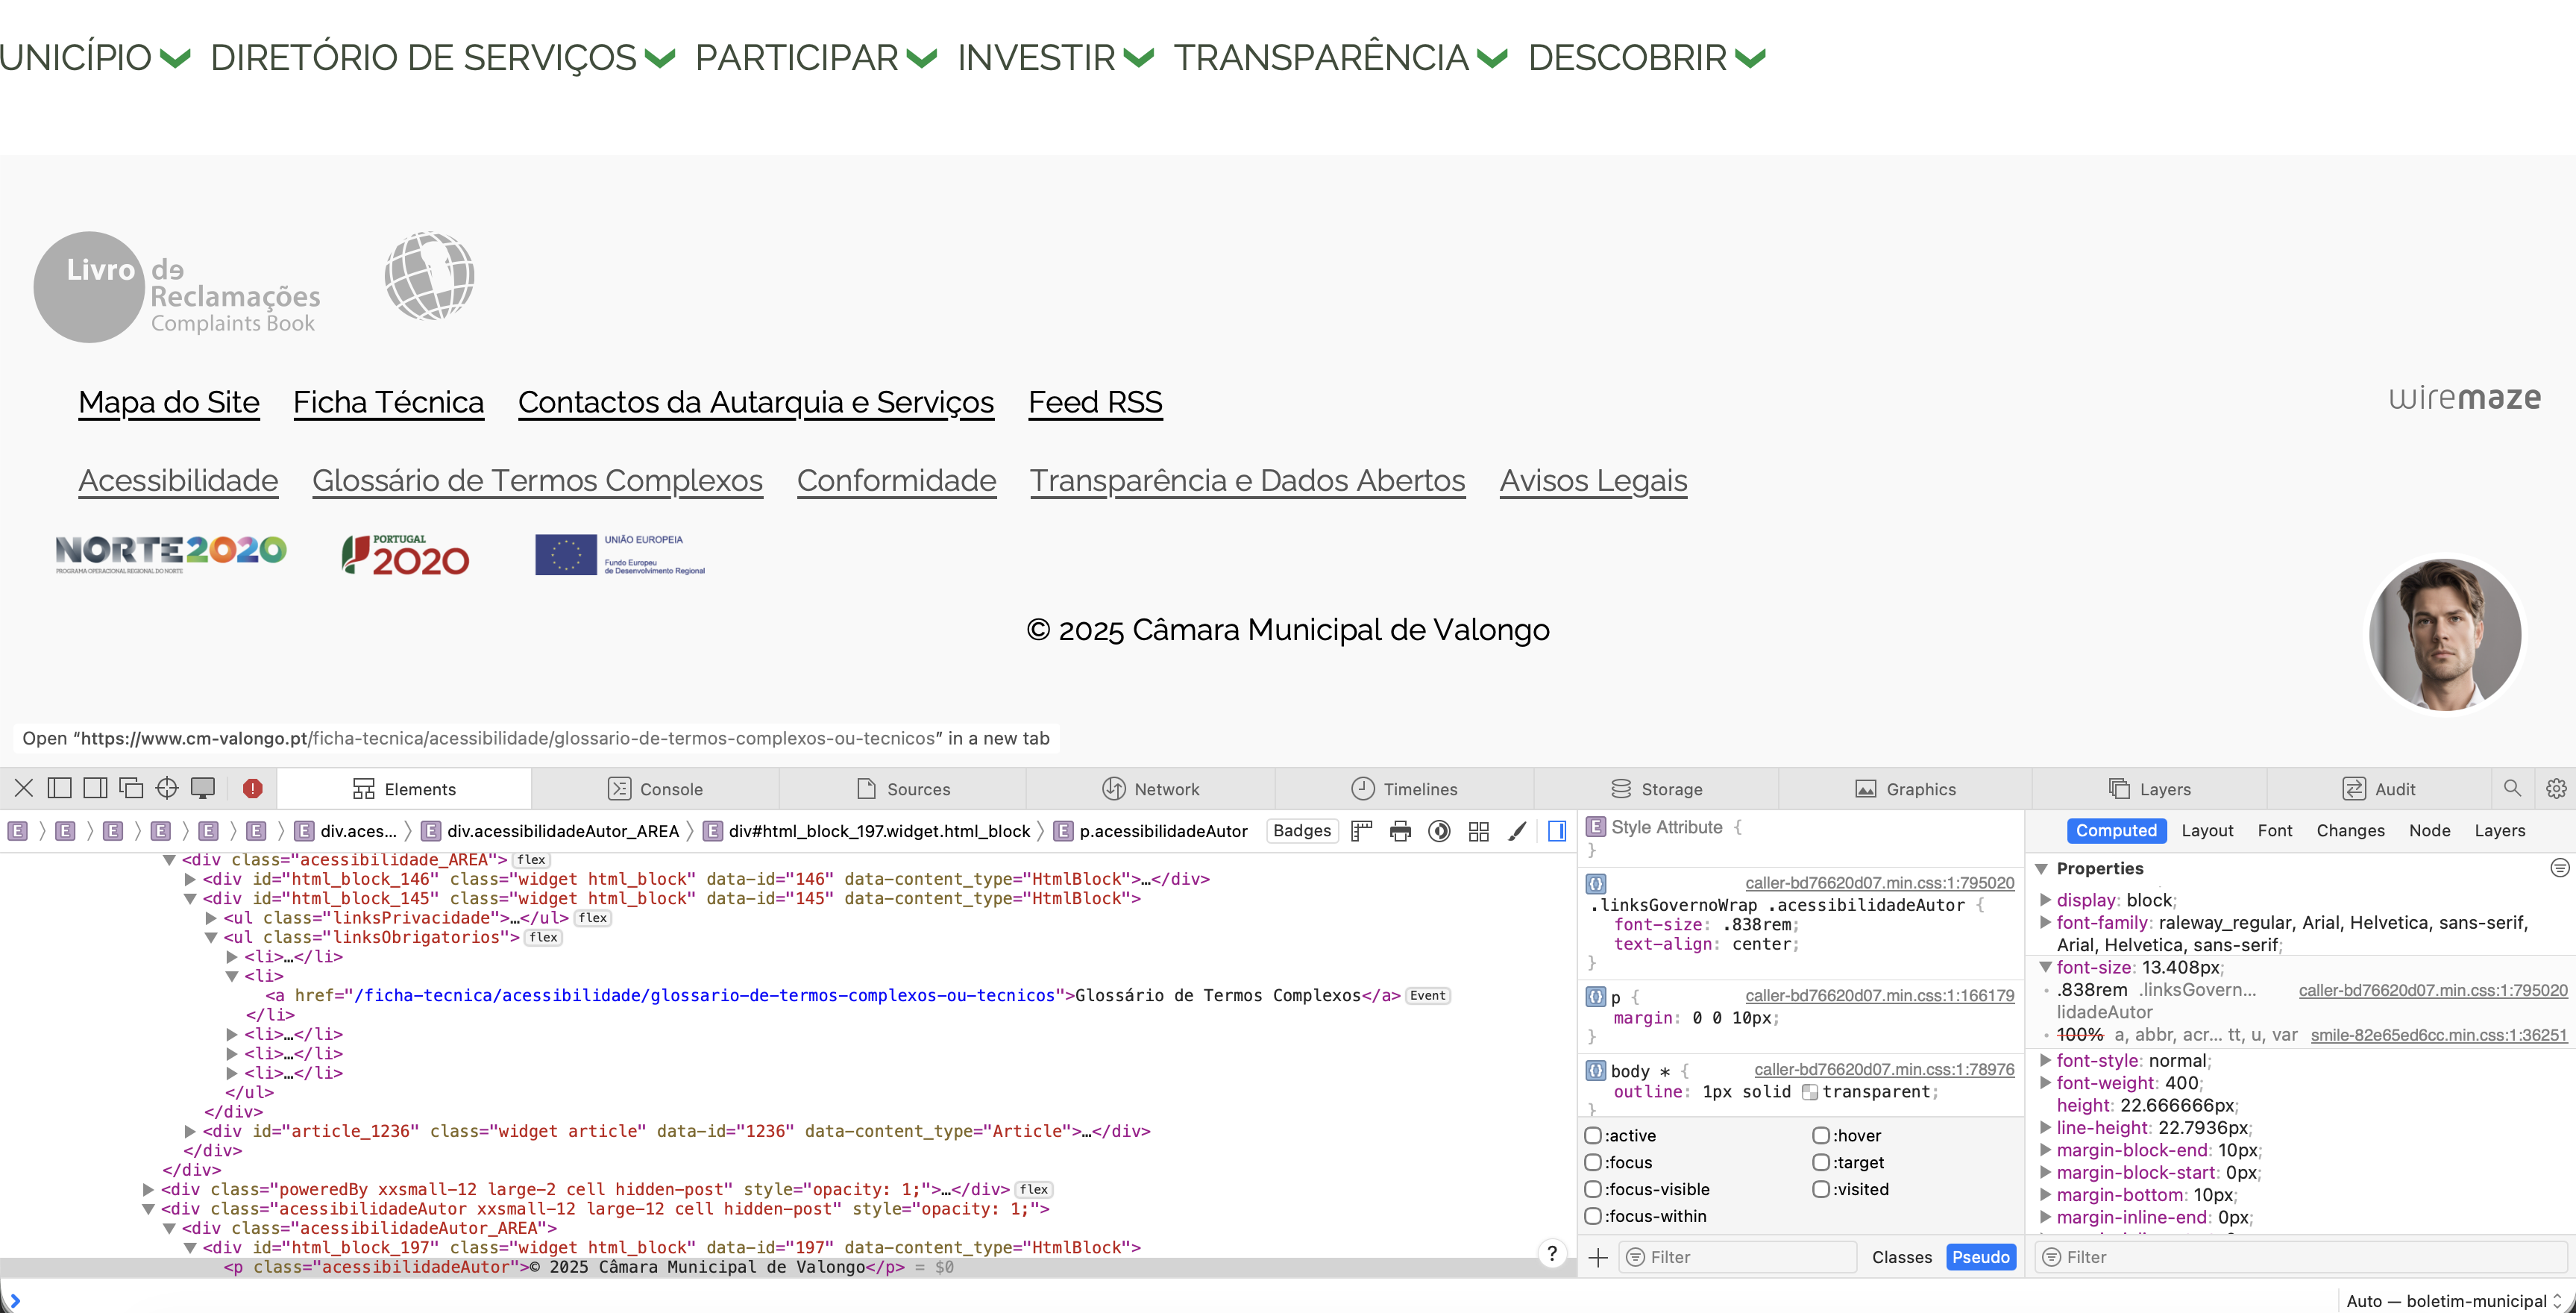 UNICÍPIO DIRETÓRIO DE SERVIÇOS PARTICIPAR INVESTIR TRANSPARÊNCIA DESCOBRIR
Livro de
Reclamações
Complaints Book
Mapa do Site Ficha Técnica Contactos da Autarquia e Serviços Feed RSS
wiremaze
Acessibilidade Glossário de Termos Complexos Conformidade Transparência e Dados Abertos Avisos Legais
NORTE2020
PROGRAMA OPERACIONAL REGIONAL DO NORTE
PORTUGAL
2020
UNIÃO EUROPEIA
Fundo Europeu
de Desenvolvimento Regional
© 2025 Câmara Municipal de Valongo
Open “https://www.cm-valongo.pt/ficha-tecnica/acessibilidade/glossario-de-termos-complexos-ou-tecnicos” in a new tab
Elements Console Sources Network Timelines Storage Graphics Layers Audit
E E E E E E E div.aces... E div.acessibilidadeAutor_AREA E div#html_block_197.widget.html_block E p.acessibilidadeAutor Badges
<div class="acessibilidade_AREA"> flex
<div id="html_block_146" class="widget html_block" data-id="146" data-content_type="HtmlBlock">…</div>
<div id="html_block_145" class="widget html_block" data-id="145" data-content_type="HtmlBlock">
<ul class="linksPrivacidade">…</ul> flex
<ul class="linksObrigatorios"> flex
<li>…</li>
<li>
<a href="/ficha-tecnica/acessibilidade/glossario-de-termos-complexos-ou-tecnicos">Glossário de Termos Complexos</a> Event
</li>
<li>…</li>
<li>…</li>
<li>…</li>
</ul>
</div>
<div id="article_1236" class="widget article" data-id="1236" data-content_type="Article">…</div>
</div>
</div>
<div class="poweredBy xxsmall-12 large-2 cell hidden-post" style="opacity: 1;">…</div> flex
<div class="acessibilidadeAutor xxsmall-12 large-12 cell hidden-post" style="opacity: 1;">
<div class="acessibilidadeAutor_AREA">
<div id="html_block_197" class="widget html_block" data-id="197" data-content_type="HtmlBlock">
<p class="acessibilidadeAutor">© 2025 Câmara Municipal de Valongo</p> = $0
?
E Style Attribute {
}
caller-bd76620d07.min.css:1:795020
.linksGovernoWrap .acessibilidadeAutor {
font-size: .838rem;
text-align: center;
}
p { caller-bd76620d07.min.css:1:166179
margin: 0 0 10px;
}
body * { caller-bd76620d07.min.css:1:78976
outline: 1px solid transparent;
}
:active :hover
:focus :target
:focus-visible :visited
:focus-within
Filter Classes Pseudo
Computed Layout Font Changes Node Layers
Properties
display: block;
font-family: raleway_regular, Arial, Helvetica, sans-serif,
Arial, Helvetica, sans-serif;
font-size: 13.408px;
.838rem .linksGovern... caller-bd76620d07.min.css:1:795020
lidadeAutor
100% a, abbr, acr... tt, u, var smile-82e65ed6cc.min.css:1:36251
font-style: normal;
font-weight: 400;
height: 22.666666px;
line-height: 22.7936px;
margin-block-end: 10px;
margin-block-start: 0px;
margin-bottom: 10px;
margin-inline-end: 0px;
Filter
Auto — boletim-municipal